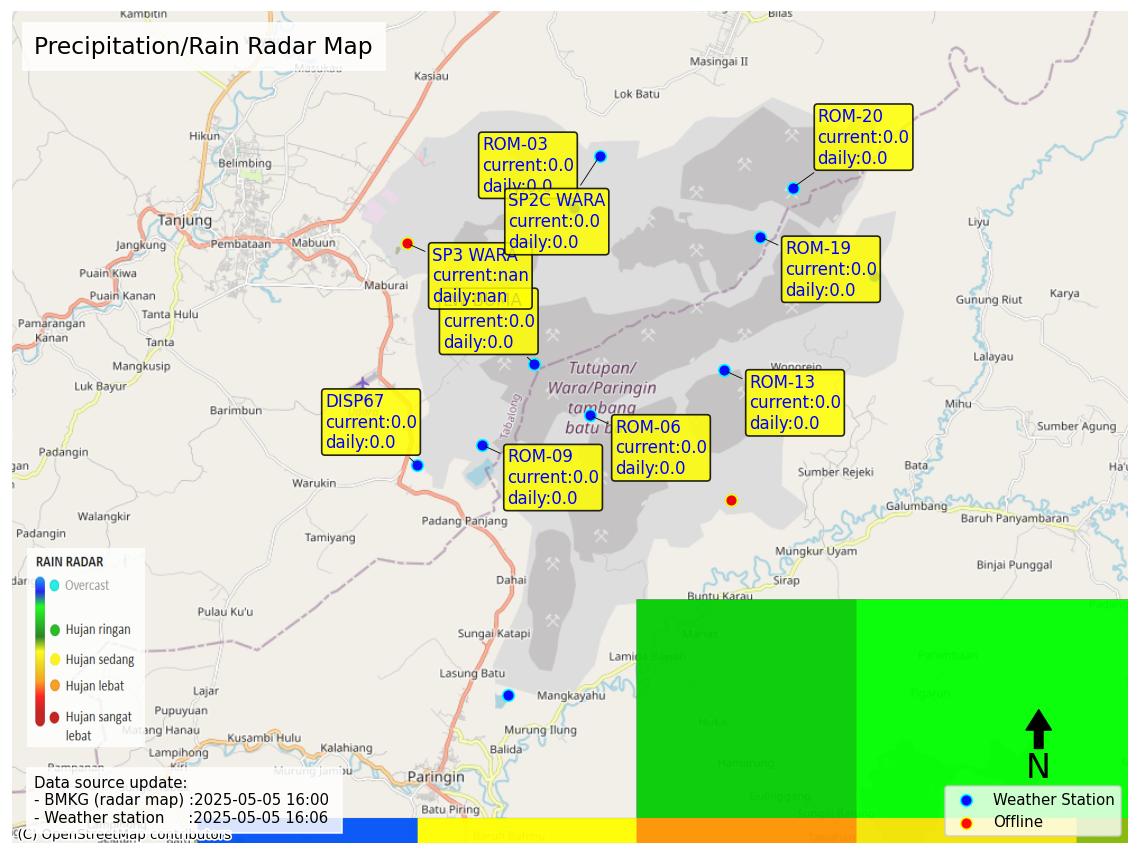 Precipitation/Rain Radar Map
Kambitin
Bilas
Masukau
Kasiau
Masingai II
Lok Batu
Hikun
Belimbing
ROM-03
current:0.0
daily:0.0
ROM-20
current:0.0
daily:0.0
SP2C WARA
current:0.0
daily:0.0
Tanjung
Jangkung
Pembataan
Mabuun
Liyu
SP3 WARA
current:nan
daily:nan
ROM-19
current:0.0
daily:0.0
Puain Kiwa
Maburai
Puain Kanan
Tanta Hulu
Gunung Riut
Karya
current:0.0
daily:0.0
Pamarangan
Kanan
Tanta
Mangkusip
Lalayau
Luk Bayur
Tutupan/
Wara/Paringin
tambang
batu b
Wonorejo
ROM-13
current:0.0
daily:0.0
DISP67
current:0.0
daily:0.0
Barimbun
Tabalong
Mihu
ROM-06
current:0.0
daily:0.0
Sumber Agung
Padangin
ROM-09
current:0.0
daily:0.0
Bata
Ha'u
gan
Warukin
Sumber Rejeki
Galumbang
Walangkir
Padang Panjang
Baruh Panyambaran
Padangin
Tamiyang
Mungkur Uyam
Binjai Punggal
RAIN RADAR
Overcast
Hujan ringan
Hujan sedang
Hujan lebat
Hujan sangat
lebat
Dahai
Sirap
Buntu Karau
Pulau Ku'u
Sungai Katapi
Lasung Batu
Lajar
Mangkayahu
Pupuyuan
Matang Hanau
Kusambi Hulu
Murung Ilung
Lampihong
Kiri
Kalahiang
Balida
Murung Jambu
Paringin
Batu Piring
Data source update:
- BMKG (radar map) :2025-05-05 16:00
- Weather station :2025-05-05 16:06
(C) OpenStreetMap contributors
N
Weather Station
Offline